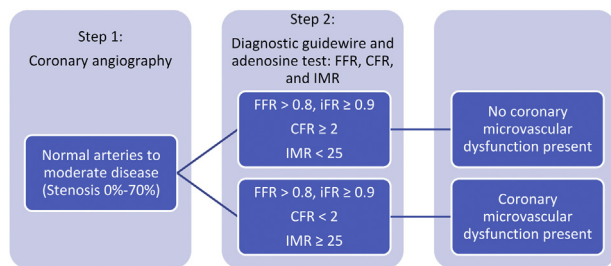 Step 1:
Coronary angiography
Normal arteries to
moderate disease
(Stenosis 0%-70%)
Step 2:
Diagnostic guidewire and
adenosine test: FFR, CFR,
and IMR
FFR > 0.8, iFR ≥ 0.9
CFR ≥ 2
IMR < 25
FFR > 0.8, iFR ≥ 0.9
CFR < 2
IMR ≥ 25
No coronary
microvascular
dysfunction present
Coronary
microvascular
dysfunction present